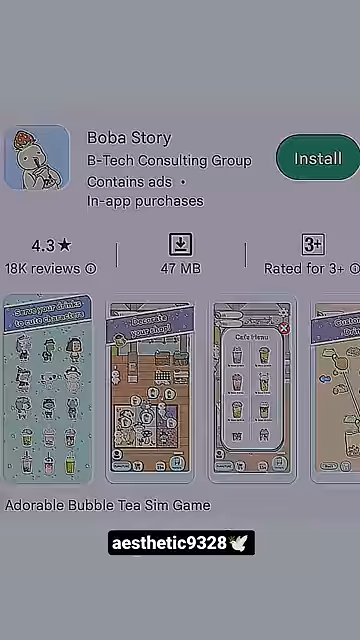 Boba Story
B-Tech Consulting Group
Contains ads •
In-app purchases
Install
4.3★
18K reviews
47 MB
3+
Rated for 3+
Serve your drinks
to cute characters
Decorate
your shop!
Cafe Menu
Adorable Bubble Tea Sim Game
aesthetic9328🕊️